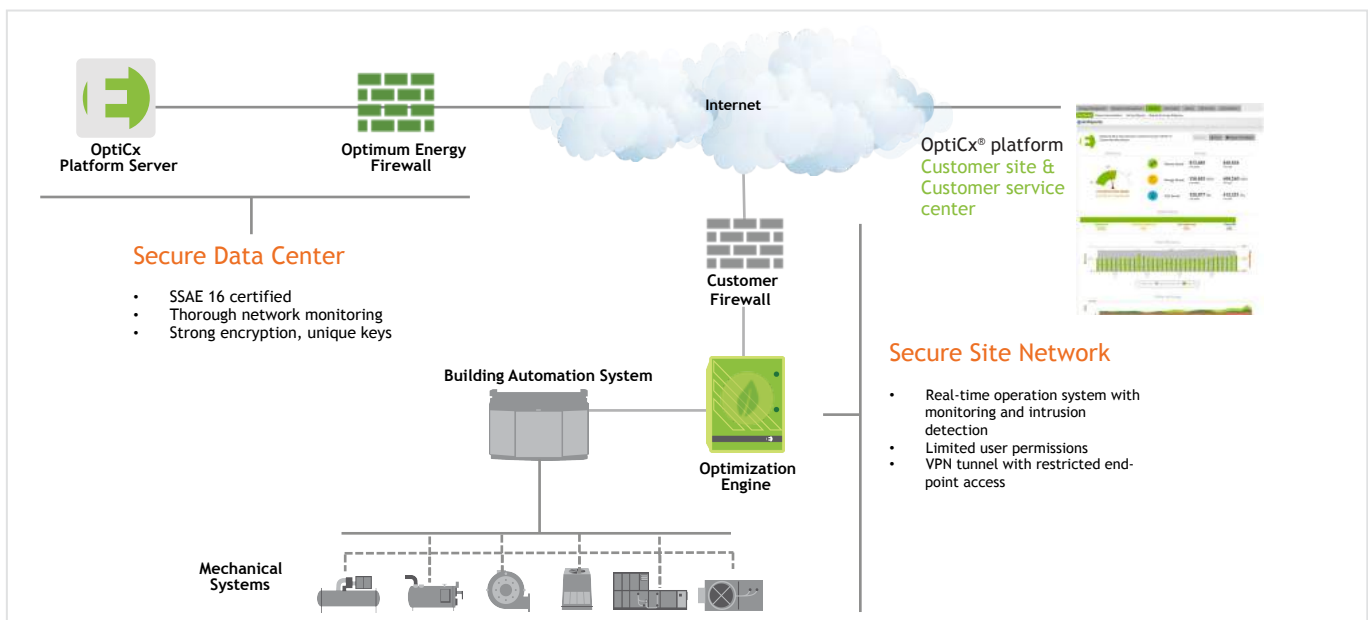 Internet
OptiCx
Platform Server
Optimum Energy
Firewall
OptiCx® platform
Customer site &
Customer service
center
Secure Data Center
• SSAE 16 certified
• Thorough network monitoring
• Strong encryption, unique keys
Customer
Firewall
Building Automation System
Optimization
Engine
Secure Site Network
• Real-time operation system with
monitoring and intrusion
detection
• Limited user permissions
• VPN tunnel with restricted end-
point access
Mechanical
Systems